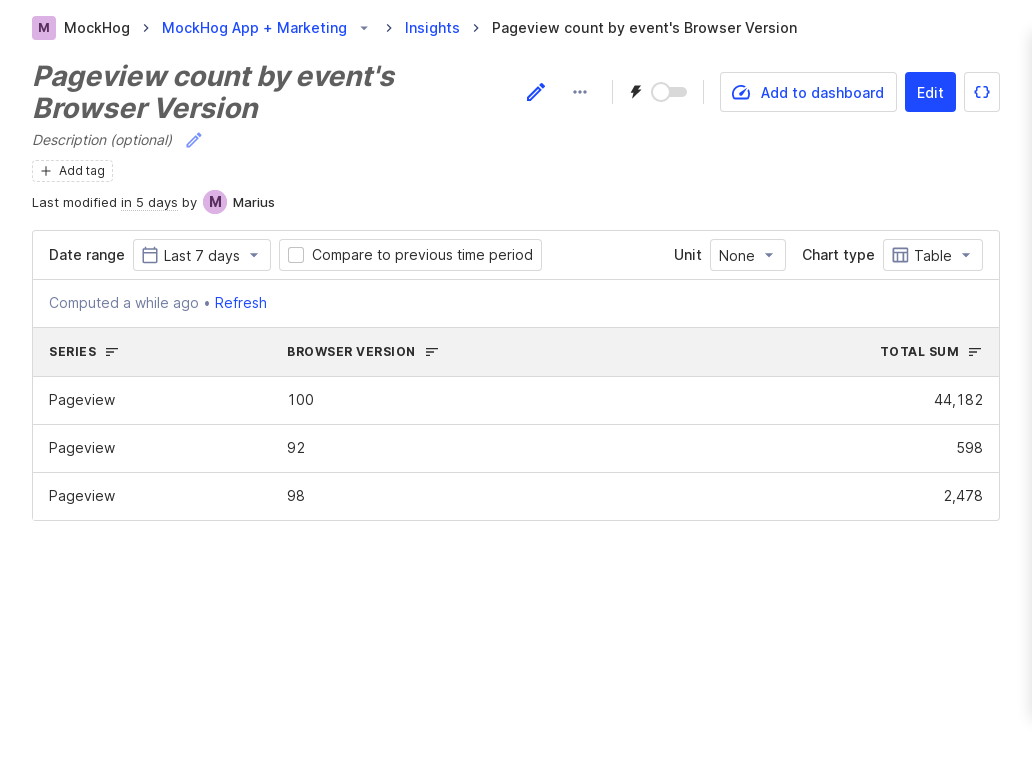 M MockHog MockHog App + Marketing Insights Pageview count by event's Browser Version
Pageview count by event's
Browser Version
Add to dashboard Edit
Description (optional)
Add tag
Last modified in 5 days by M Marius
Date range Last 7 days Compare to previous time period Unit None Chart type Table
Computed a while ago • Refresh
SERIES BROWSER VERSION TOTAL SUM
Pageview 100 44,182
Pageview 92 598
Pageview 98 2,478